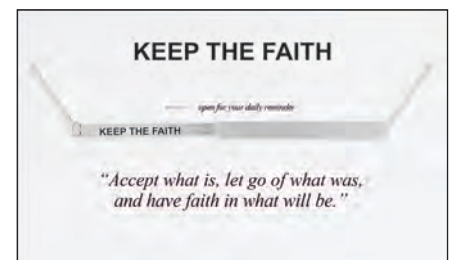 KEEP THE FAITH
open for your daily reminder
KEEP THE FAITH
“Accept what is, let go of what was,
and have faith in what will be.”